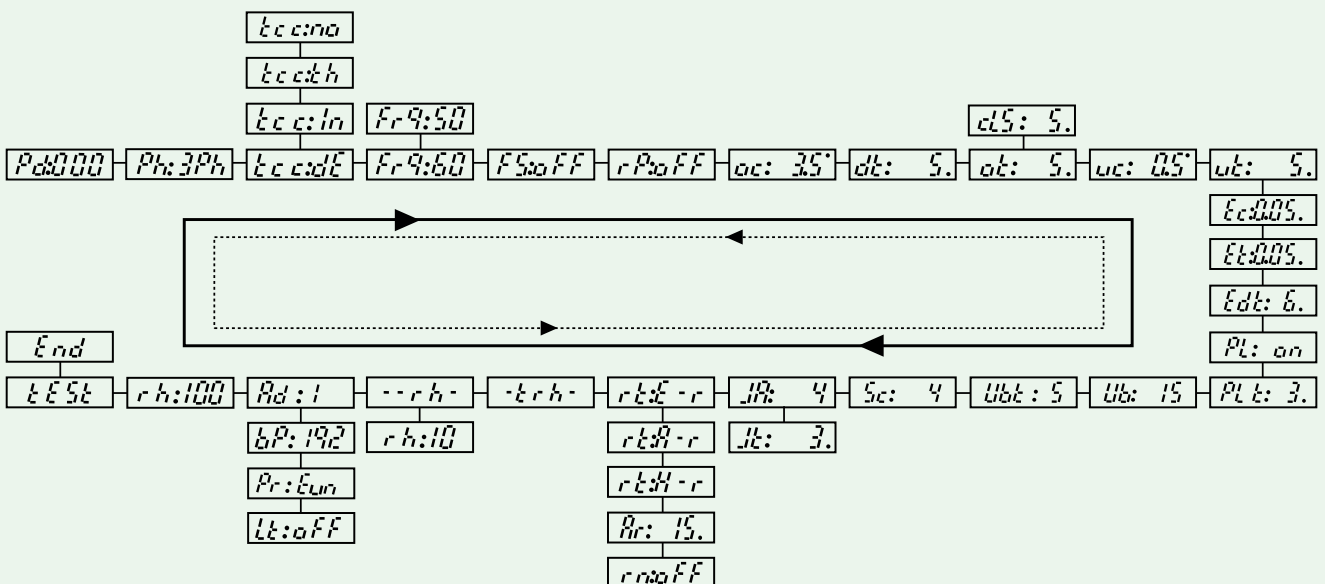 tcc:no
tcc:th
tcc:In
Frq:50
dS: 5.
Pd:000
Ph:3Ph
tcc:dE
Frq:60
FS:oFF
rP:oFF
oc: 3.5
dt: 5.
ot: 5.
uc: 0.5
ut: 5.
Ec:0.05.
Et:0.05.
Edt: 6.
PL: on
End
tESt
rh:100
Ad:1
--rh-
-trh-
rt:E-r
JA: 4
Sc: 4
Ubt:5
Ub: 15
PLt: 3.
bP:192
rh:10
rt:A-r
Jt: 3.
Pr:Eun
rt:H-r
Lt:oFF
Ar: 15.
rn:oFF